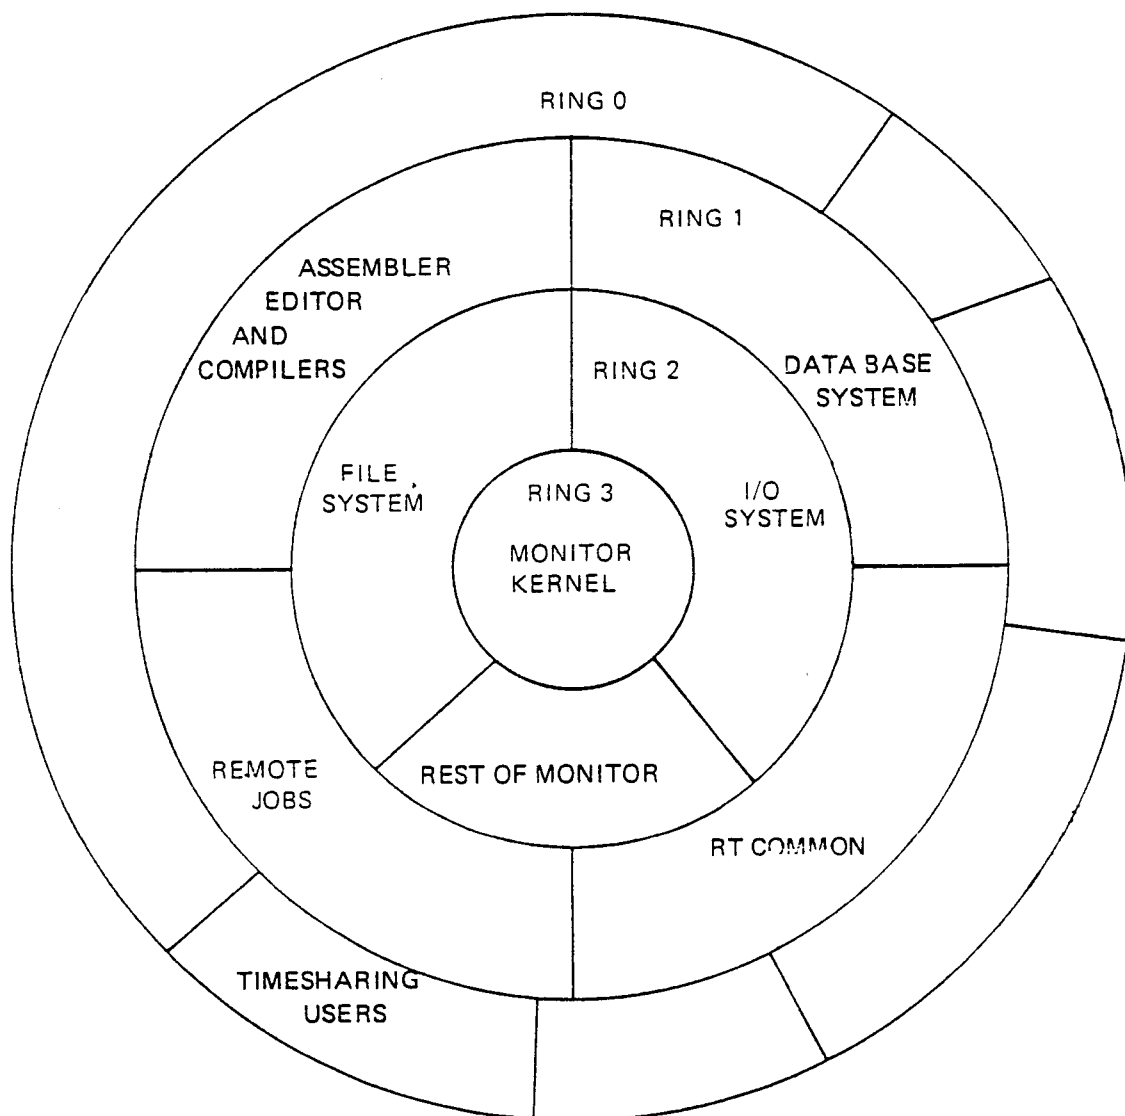 RING 0
RING 1
ASSEMBLER
EDITOR
AND
COMPILERS
RING 2
DATA BASE
SYSTEM
FILE
SYSTEM
RING 3
I/O
SYSTEM
MONITOR
KERNEL
REMOTE
JOBS
REST OF MONITOR
RT COMMON
TIMESHARING
USERS